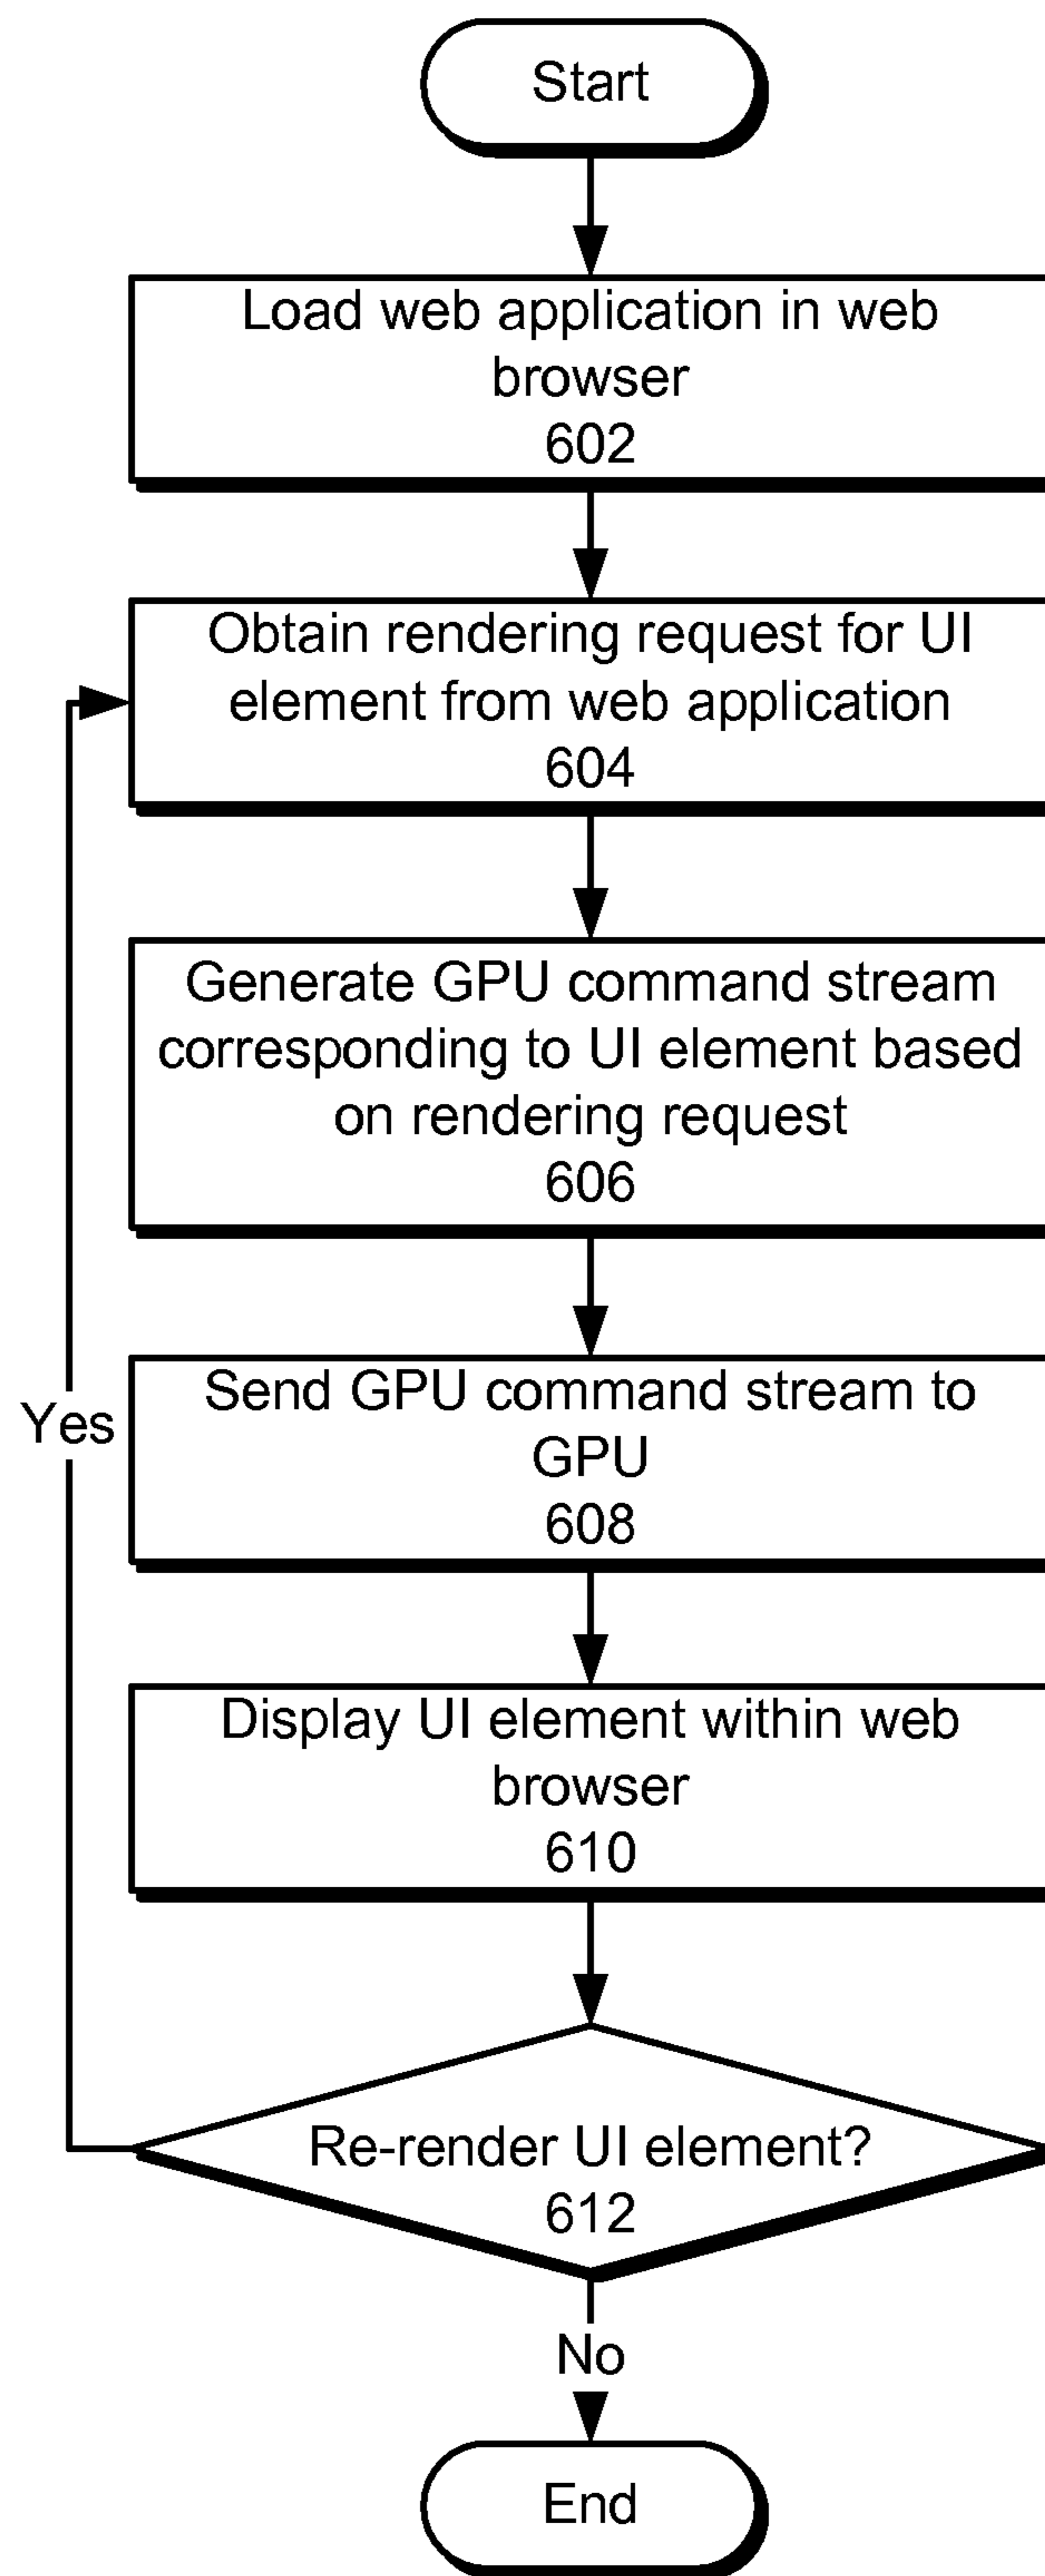 Start
Load web application in web
browser
602
Obtain rendering request for UI
element from web application
604
Generate GPU command stream
corresponding to UI element based
on rendering request
606
Yes
Send GPU command stream to
GPU
608
Display UI element within web
browser
610
Re-render UI element?
612
No
End